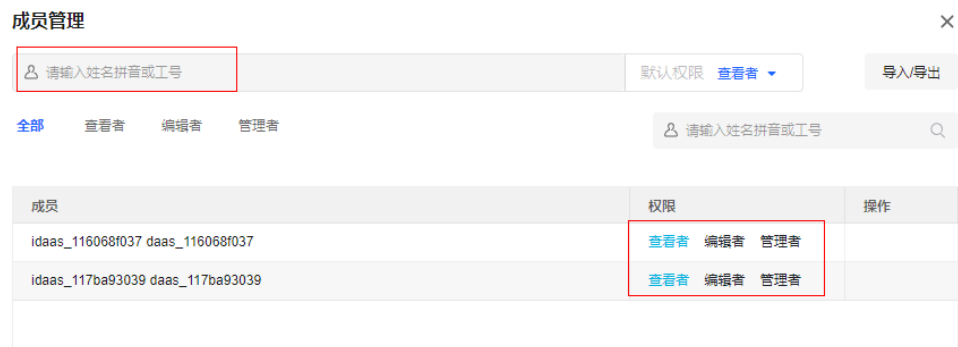 成员管理
请输入姓名拼音或工号 默认权限 查看者 导入/导出
全部 查看者 编辑者 管理者 请输入姓名拼音或工号
成员 权限 操作
idaas_116068f037 daas_116068f037 查看者 编辑者 管理者
idaas_117ba93039 daas_117ba93039 查看者 编辑者 管理者